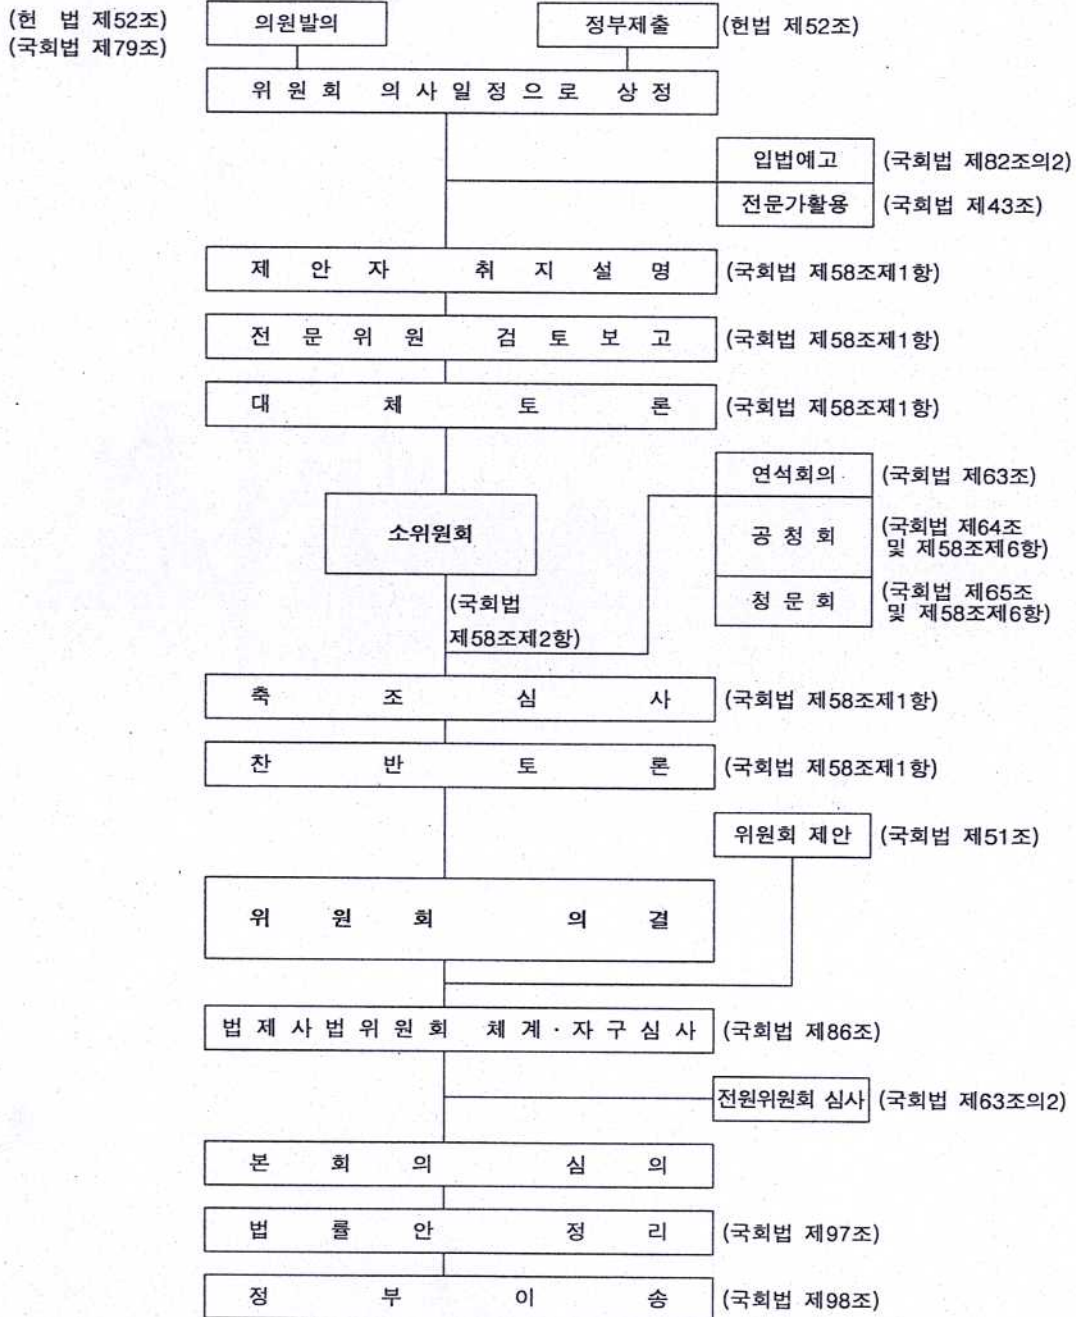 (헌 법 제52조)
(국회법 제79조)
의원발의
정부제출
(헌법 제52조)
위원회 의사일정으로 상정
입법예고
(국회법 제82조의2)
전문가활용
(국회법 제43조)
제안자 취지설명
(국회법 제58조제1항)
전문위원 검토보고
(국회법 제58조제1항)
대체토론
(국회법 제58조제1항)
연석회의
(국회법 제63조)
소위원회
공청회
(국회법 제64조
및 제58조제6항)
청문회
(국회법 제65조
및 제58조제6항)
(국회법
제58조제2항)
축조심사
(국회법 제58조제1항)
찬반토론
(국회법 제58조제1항)
위원회 제안
(국회법 제51조)
위원회 의결
법제사법위원회 체계·자구심사
(국회법 제86조)
전원위원회 심사
(국회법 제63조의2)
본회의 심의
법률안 정리
(국회법 제97조)
정부이송
(국회법 제98조)